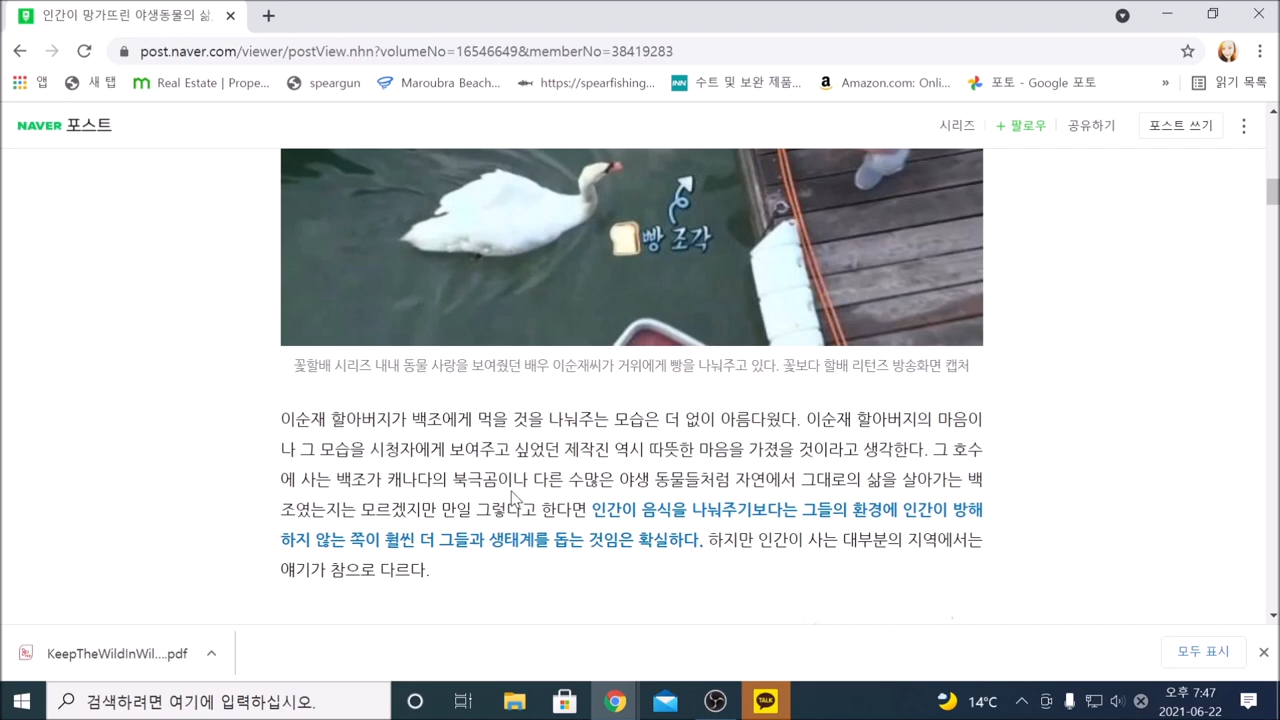 인간이 망가뜨린 야생동물의 삶
post.naver.com/viewer/postView.nhn?volumeNo=16546649&memberNo=38419283
앱 새 탭 Real Estate | Prope... speargun Maroubra Beach... https://spearfishing... INN 수트 및 보완 제품... Amazon.com: Onli... 포토 - Google 포토 » 읽기 목록
NAVER 포스트 시리즈 + 팔로우 공유하기 포스트 쓰기
빵 조각
꽃할배 시리즈 내내 동물 사랑을 보여줬던 배우 이순재씨가 거위에게 빵을 나눠주고 있다. 꽃보다 할배 리턴즈 방송화면 캡처
이순재 할아버지가 백조에게 먹을 것을 나눠주는 모습은 더 없이 아름다웠다. 이순재 할아버지의 마음이
나 그 모습을 시청자에게 보여주고 싶었던 제작진 역시 따뜻한 마음을 가졌을 것이라고 생각한다. 그 호수
에 사는 백조가 캐나다의 북극곰이나 다른 수많은 야생 동물들처럼 자연에서 그대로의 삶을 살아가는 백
조였는지는 모르겠지만 만일 그렇다고 한다면 인간이 음식을 나눠주기보다는 그들의 환경에 인간이 방해
하지 않는 쪽이 훨씬 더 그들과 생태계를 돕는 것임은 확실하다. 하지만 인간이 사는 대부분의 지역에서는
얘기가 참으로 다르다.
KeepTheWildInWil....pdf 모두 표시
검색하려면 여기에 입력하십시오. TALK 14°C 오후 7:47
2021-06-22